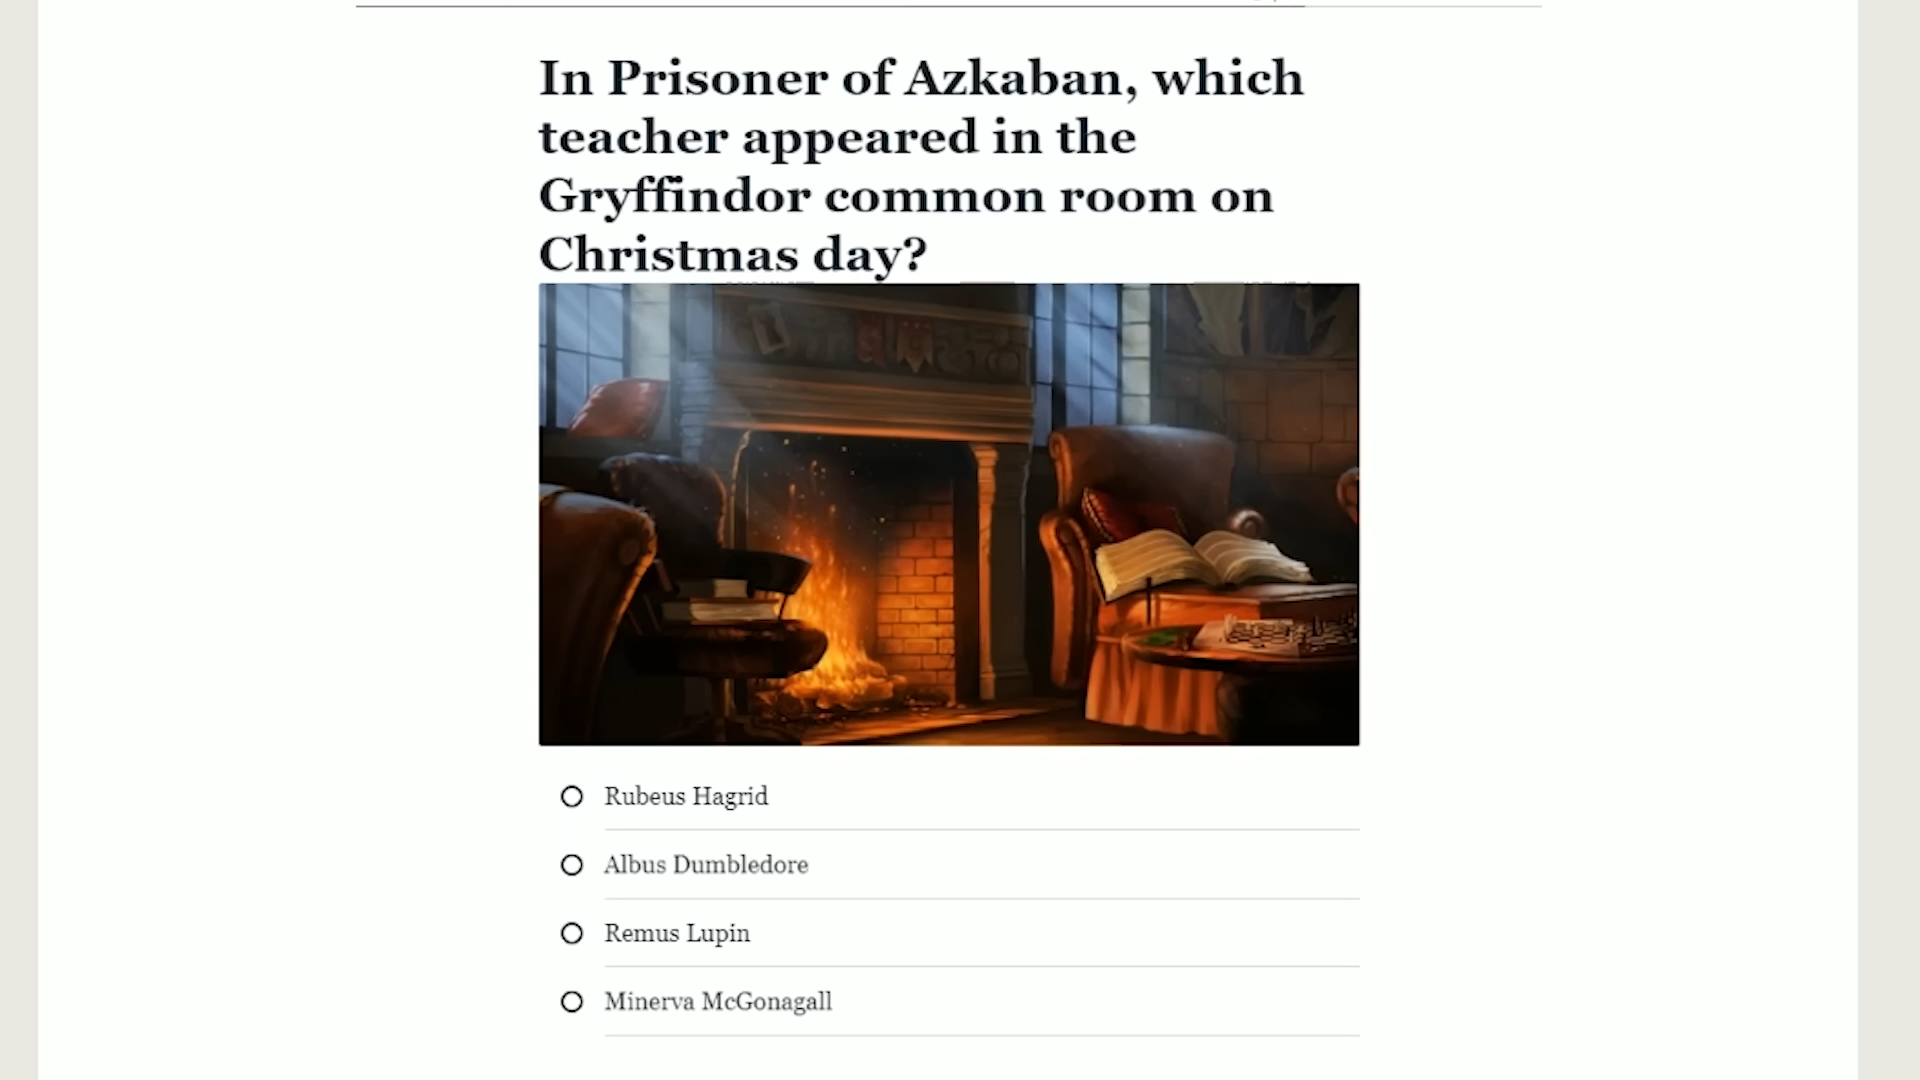 In Prisoner of Azkaban, which
teacher appeared in the
Gryffindor common room on
Christmas day?
Rubeus Hagrid
Albus Dumbledore
Remus Lupin
Minerva McGonagall